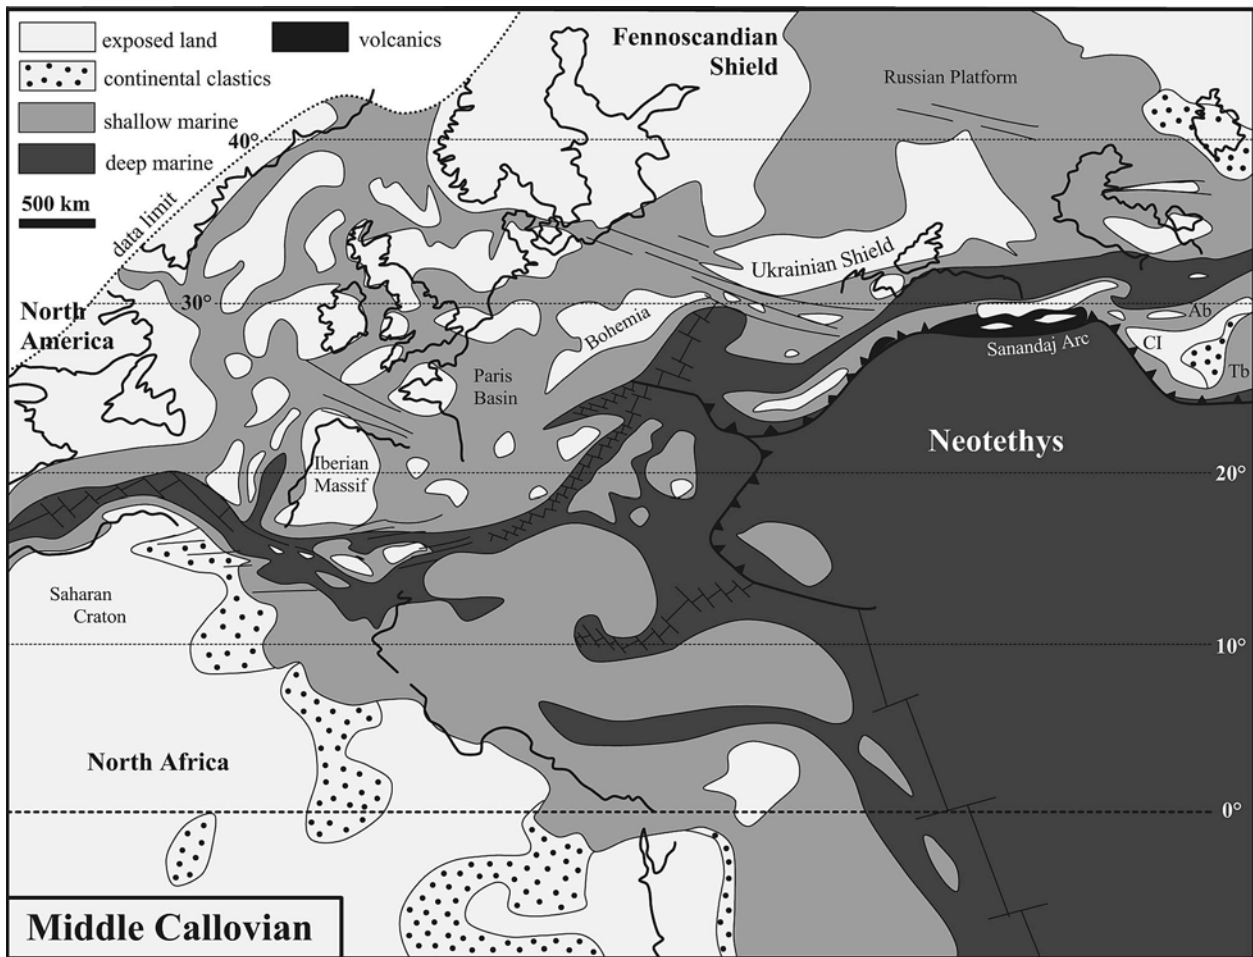 exposed land
volcanics
continental clastics
shallow marine
deep marine
500 km
data limit
Fennoscandian
Shield
Russian Platform
40°
Ukrainian Shield
North
America
30°
Bohemia
Ab
Sanandaj Arc
CI
Tb
Paris
Basin
Neotethys
Iberian
Massif
20°
Saharan
Craton
10°
North Africa
0°
Middle Callovian